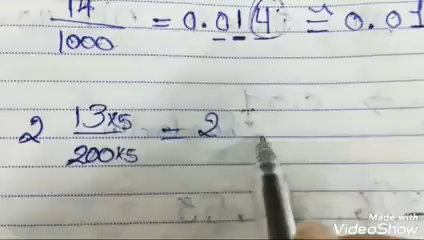 14/1000 = 0.014 ≅ 0.01
2 13×5/200×5 = 2
Made with
VideoShow